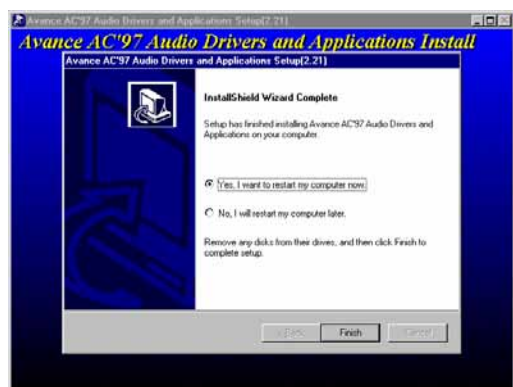 Avance AC'97 Audio Drivers and Applications Setup[2.21]
Avance AC'97 Audio Drivers and Applications Install
Avance AC'97 Audio Drivers and Applications Setup[2.21]
InstallShield Wizard Complete
Setup has finished installing Avance AC'97 Audio Drivers and
Applications on your computer.
Yes, I want to restart my computer now.
No, I will restart my computer later.
Remove any disks from their drives, and then click Finish to
complete setup.
< Back
Finish
Cancel